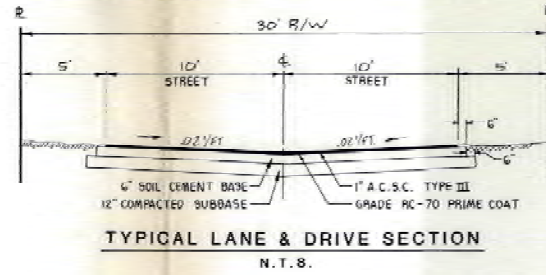 30' R/W
5' 10' ℄ 10' 5'
STREET STREET
.02'/FT. .02'/FT. 6"
6"
6" SOIL CEMENT BASE 1" A.C.S.C. TYPE III
12" COMPACTED SUBBASE GRADE RC-70 PRIME COAT
TYPICAL LANE & DRIVE SECTION
N.T.S.